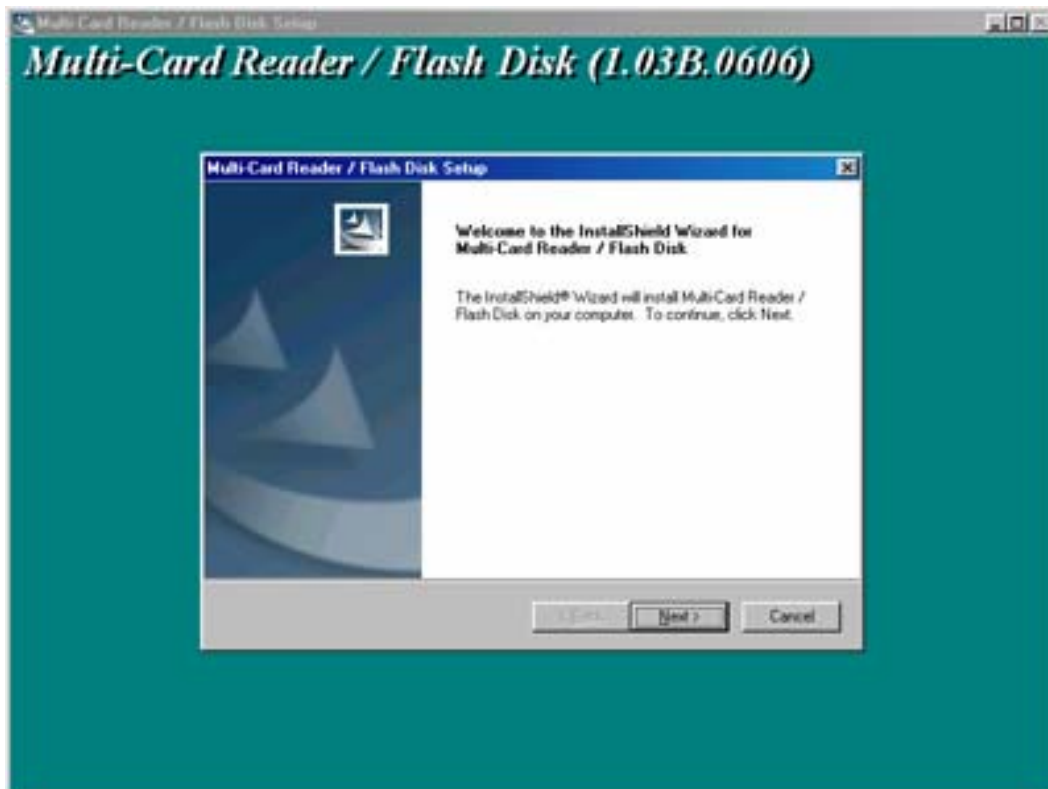 Multi-Card Reader / Flash Disk Setup
Multi-Card Reader / Flash Disk (1.03B.0606)
Multi-Card Reader / Flash Disk Setup
Welcome to the InstallShield Wizard for
Multi-Card Reader / Flash Disk
The InstallShield® Wizard will install Multi-Card Reader /
Flash Disk on your computer. To continue, click Next.
Next > Cancel